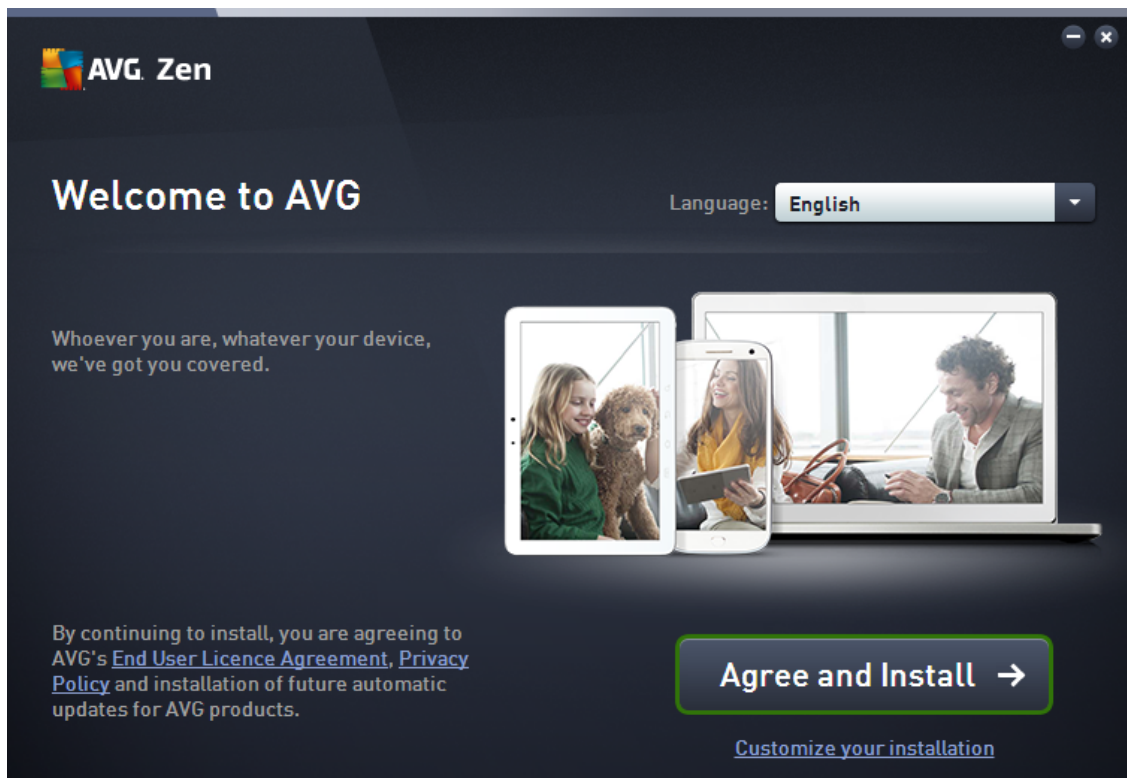 AVG. Zen
Welcome to AVG
Language: English
Whoever you are, whatever your device,
we've got you covered.
By continuing to install, you are agreeing to
AVG's End User Licence Agreement, Privacy
Policy and installation of future automatic
updates for AVG products.
Agree and Install →
Customize your installation